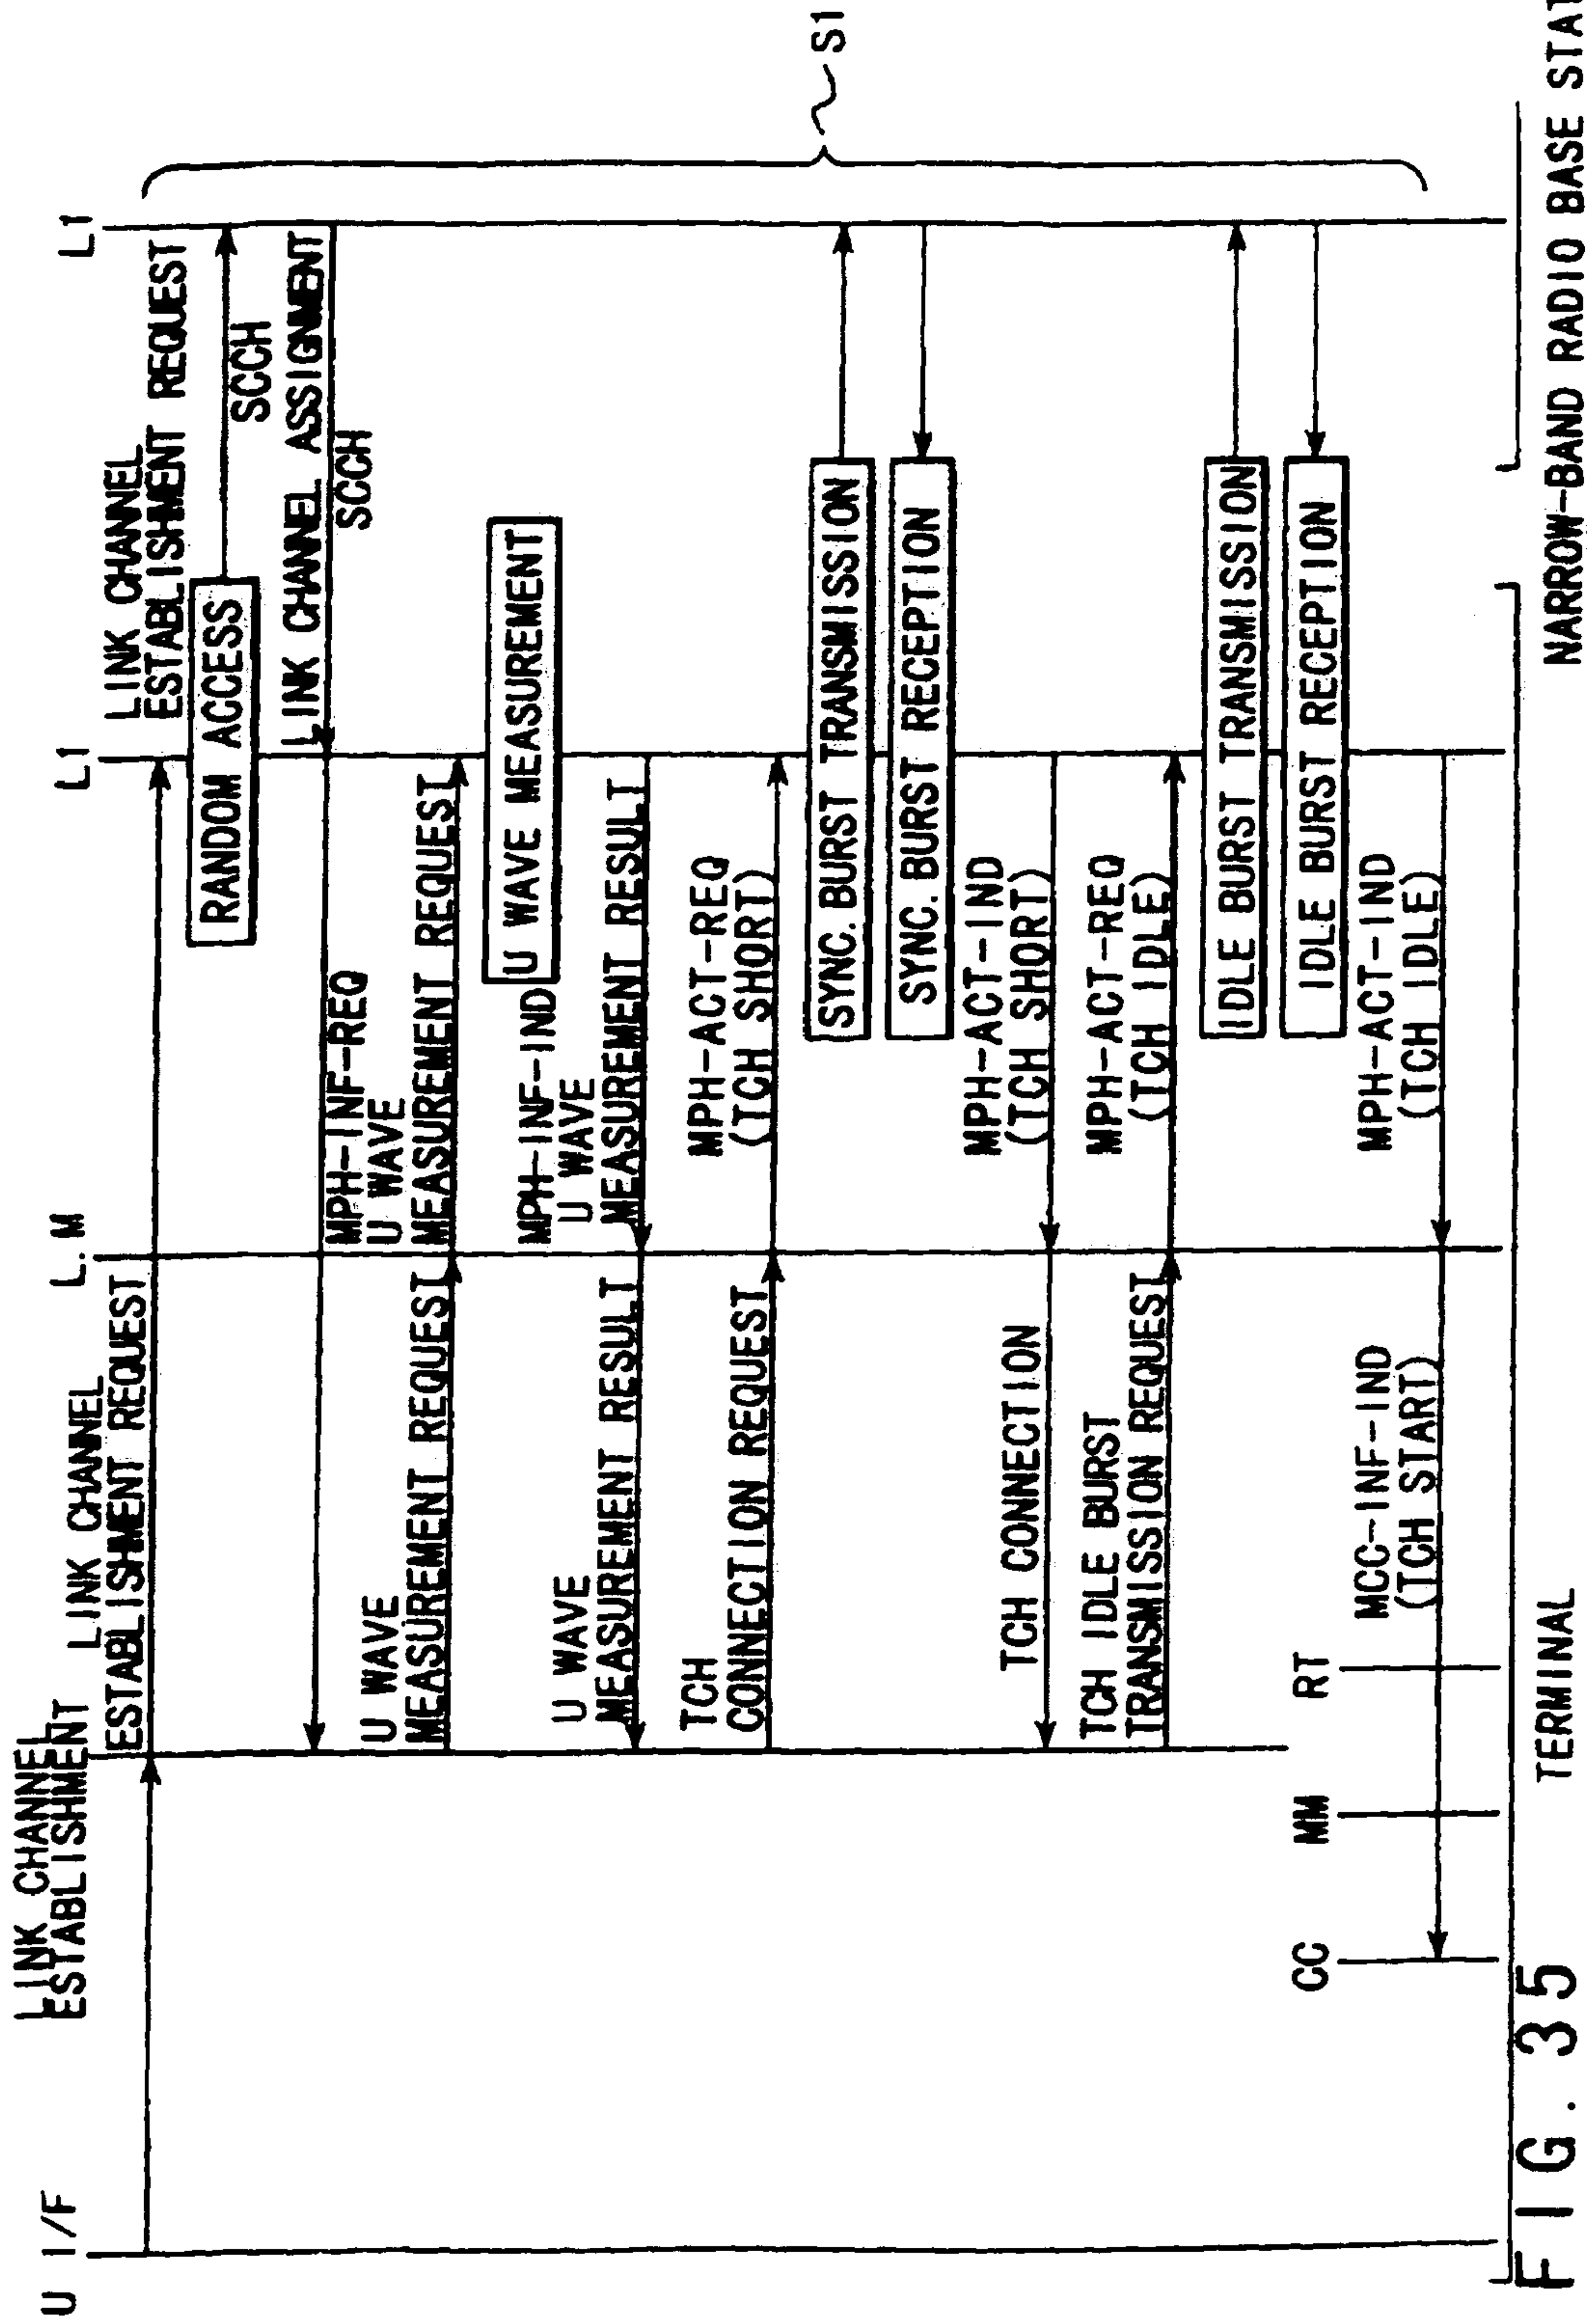 U I/F
LINK CHANNEL
ESTABLISHMENT
LINK CHANNEL
ESTABLISHMENT REQUEST
L. M
L1
LINK CHANNEL
ESTABLISHMENT REQUEST
L1
RANDOM ACCESS
SCCH
LINK CHANNEL ASSIGNMENT
SCCH
U WAVE
MEASUREMENT REQUEST
MPH-INF-REQ
U WAVE
MEASUREMENT REQUEST
U WAVE MEASUREMENT
U WAVE
MEASUREMENT RESULT
MPH-INF-IND
U WAVE
MEASUREMENT RESULT
TCH
CONNECTION REQUEST
MPH-ACT-REQ
(TCH SHORT)
SYNC. BURST TRANSMISSION
SYNC. BURST RECEPTION
S1
TCH CONNECTION
MPH-ACT-IND
(TCH SHORT)
TCH IDLE BURST
TRANSMISSION REQUEST
MPH-ACT-REQ
(TCH IDLE)
IDLE BURST TRANSMISSION
IDLE BURST RECEPTION
CC
MM
RT
MCC-INF-IND
(TCH START)
MPH-ACT-IND
(TCH IDLE)
TERMINAL
NARROW-BAND RADIO BASE STAT
FIG. 35